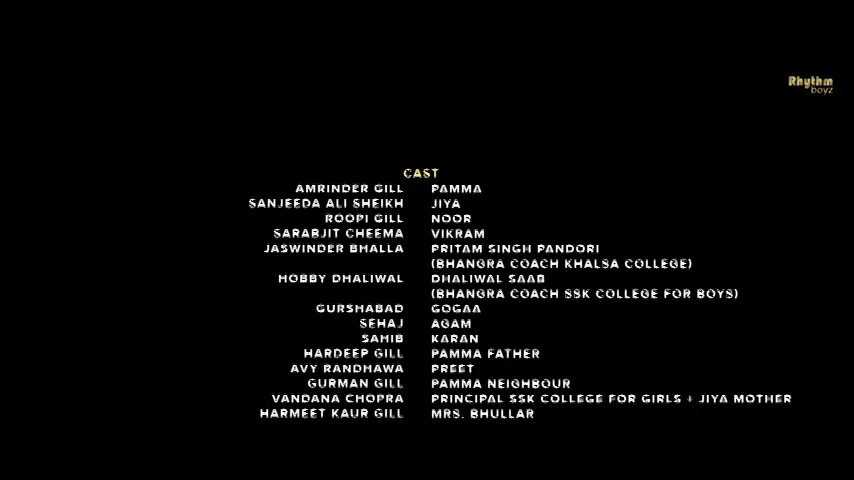 Rhythm
boyz
CAST
AMRINDER GILL PAMMA
SANJEEDA ALI SHEIKH JIYA
ROOPI GILL NOOR
SARABJIT CHEEMA VIKRAM
JASWINDER BHALLA PRITAM SINGH PANDORI
(BHANGRA COACH KHALSA COLLEGE)
HOBBY DHALIWAL DHALIWAL SAAB
(BHANGRA COACH SSK COLLEGE FOR BOYS)
GURSHABAD GOGAA
SEHAJ AGAM
SAHIB KARAN
HARDEEP GILL PAMMA FATHER
AVY RANDHAWA PREET
GURMAN GILL PAMMA NEIGHBOUR
VANDANA CHOPRA PRINCIPAL SSK COLLEGE FOR GIRLS + JIYA MOTHER
HARMEET KAUR GILL MRS. BHULLAR